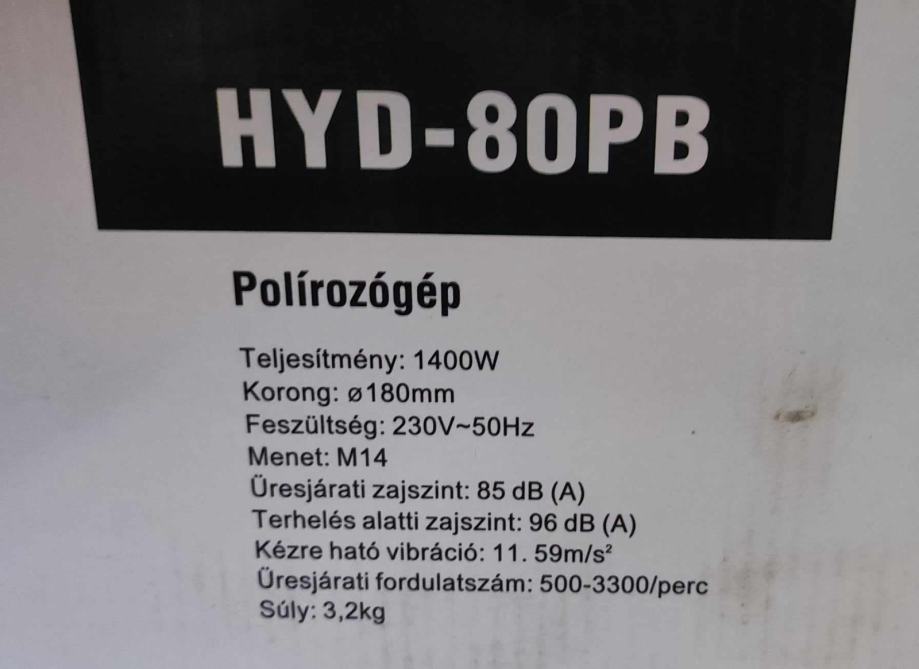 HYD-80PB
Polírozógép
Teljesítmény: 1400W
Korong: ø180mm
Feszültség: 230V~50Hz
Menet: M14
Üresjárati zajszint: 85 dB (A)
Terhelés alatti zajszint: 96 dB (A)
Kézre ható vibráció: 11. 59m/s²
Üresjárati fordulatszám: 500-3300/perc
Súly: 3,2kg